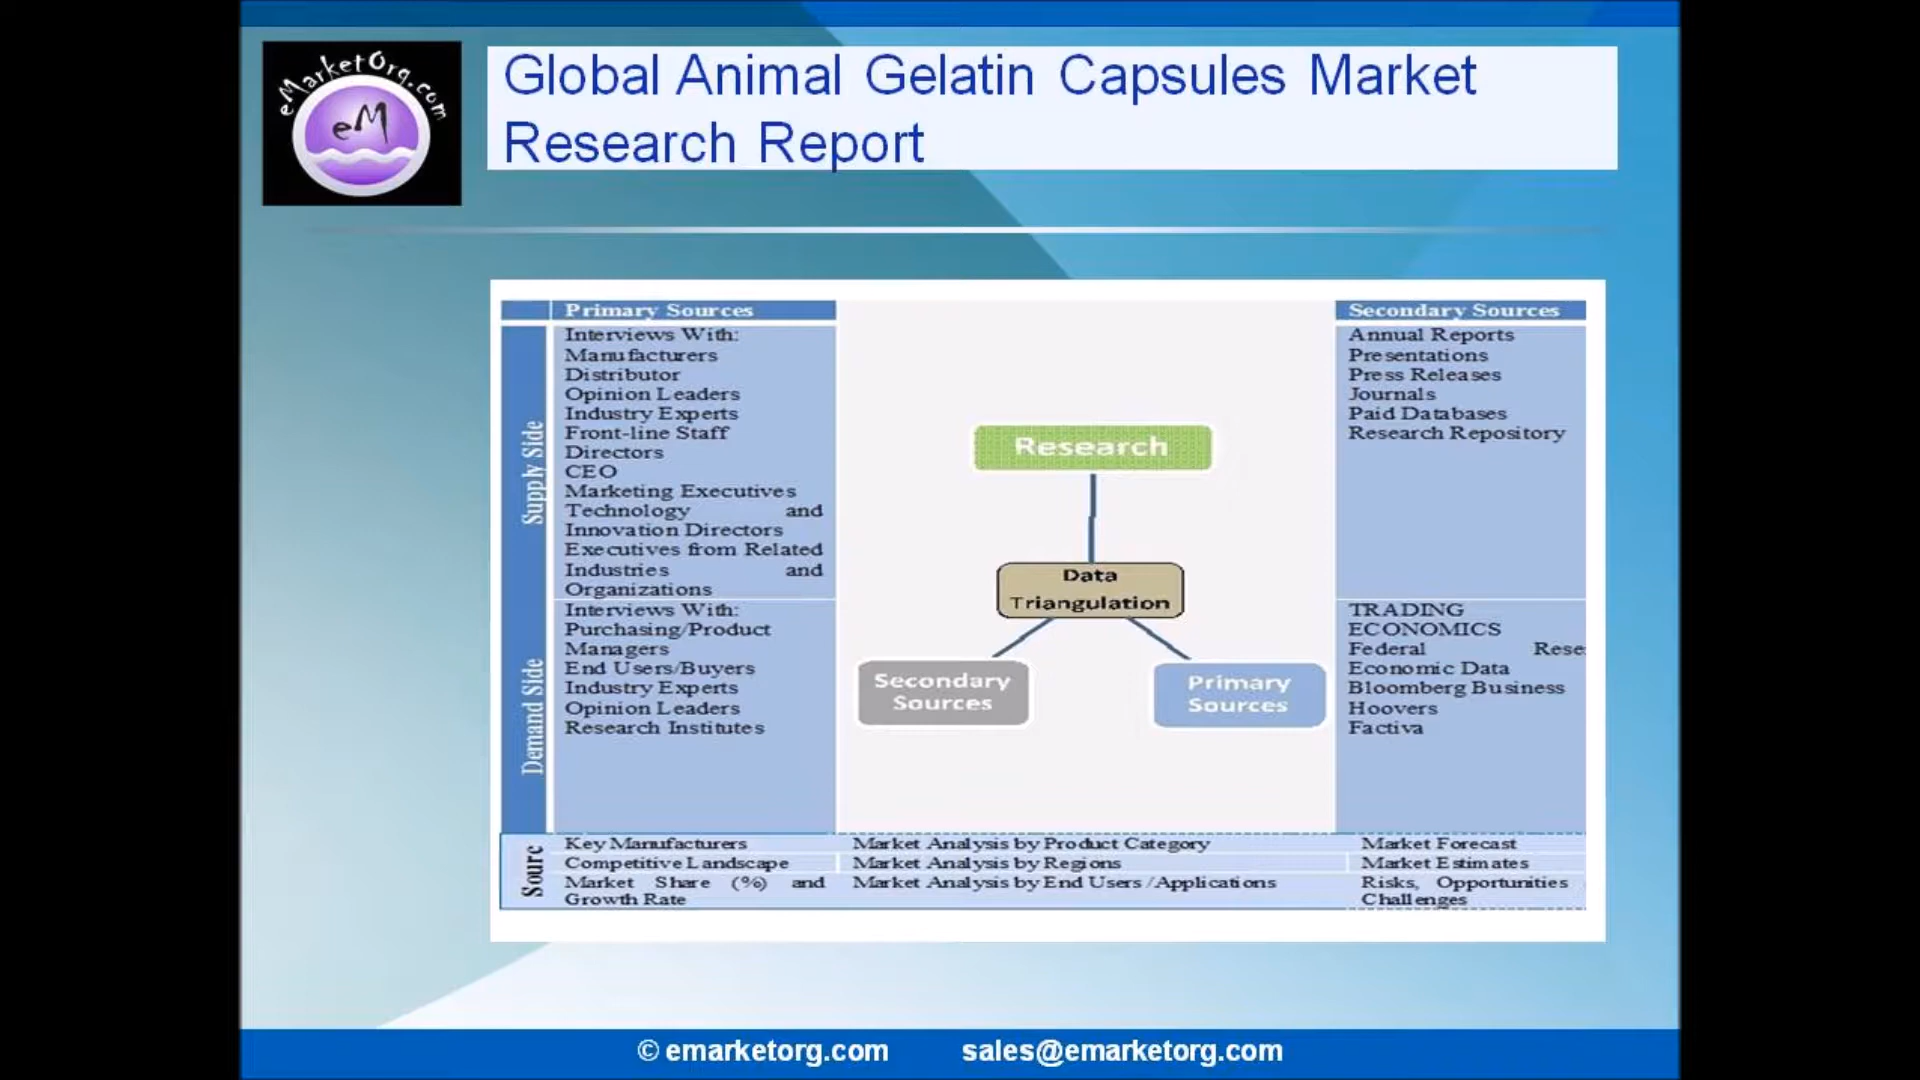 eMarketOrg.com
eM
Global Animal Gelatin Capsules Market
Research Report
Primary Sources
Supply Side
Interviews With:
Manufacturers
Distributor
Opinion Leaders
Industry Experts
Front-line Staff
Directors
CEO
Marketing Executives
Technology and
Innovation Directors
Executives from Related
Industries and
Organizations
Demand Side
Interviews With:
Purchasing/Product
Managers
End Users/Buyers
Industry Experts
Opinion Leaders
Research Institutes
Research
Data
Triangulation
Secondary
Sources
Primary
Sources
Secondary Sources
Annual Reports
Presentations
Press Releases
Journals
Paid Databases
Research Repository
TRADING
ECONOMICS
Federal Rese
Economic Data
Bloomberg Business
Hoovers
Factiva
Sourc
Key Manufacturers
Competitive Landscape
Market Share (%) and
Growth Rate
Market Analysis by Product Category
Market Analysis by Regions
Market Analysis by End Users /Applications
Market Forecast
Market Estimates
Risks, Opportunities
Challenges
© emarketorg.com sales@emarketorg.com